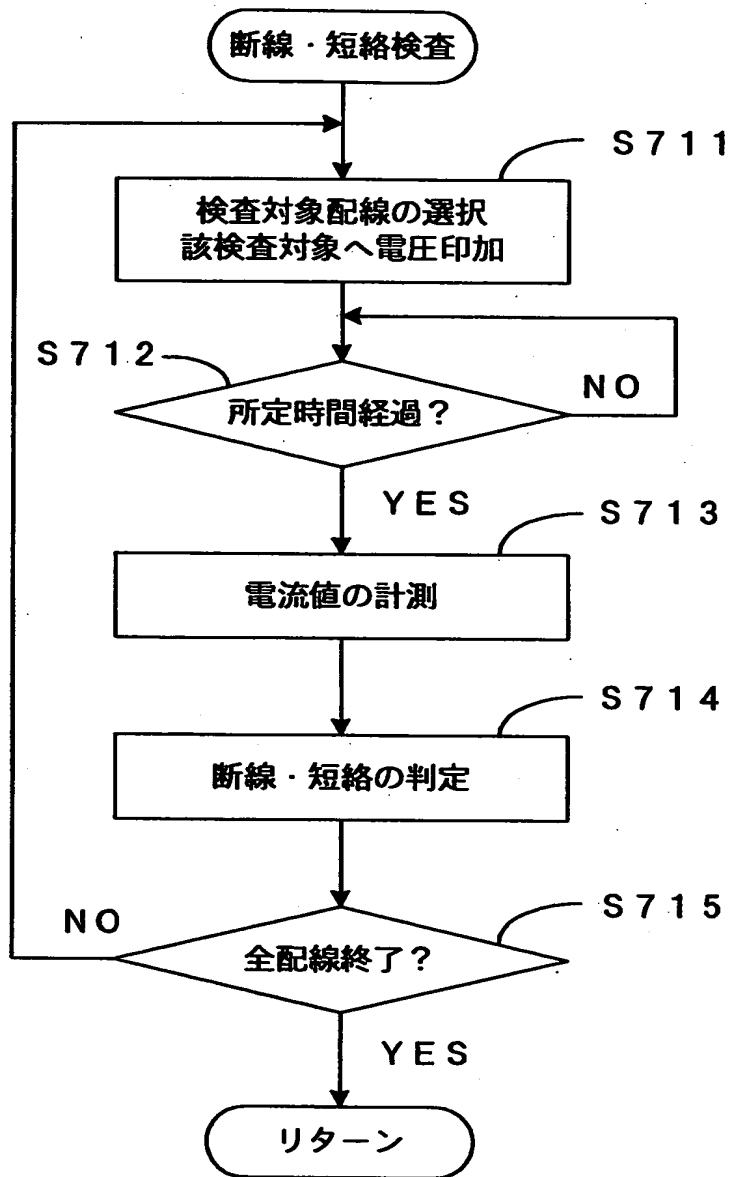 断線・短絡検査
S711
検査対象配線の選択
該検査対象へ電圧印加
S712
所定時間経過？
NO
YES
S713
電流値の計測
S714
断線・短絡の判定
S715
全配線終了？
NO
YES
リターン